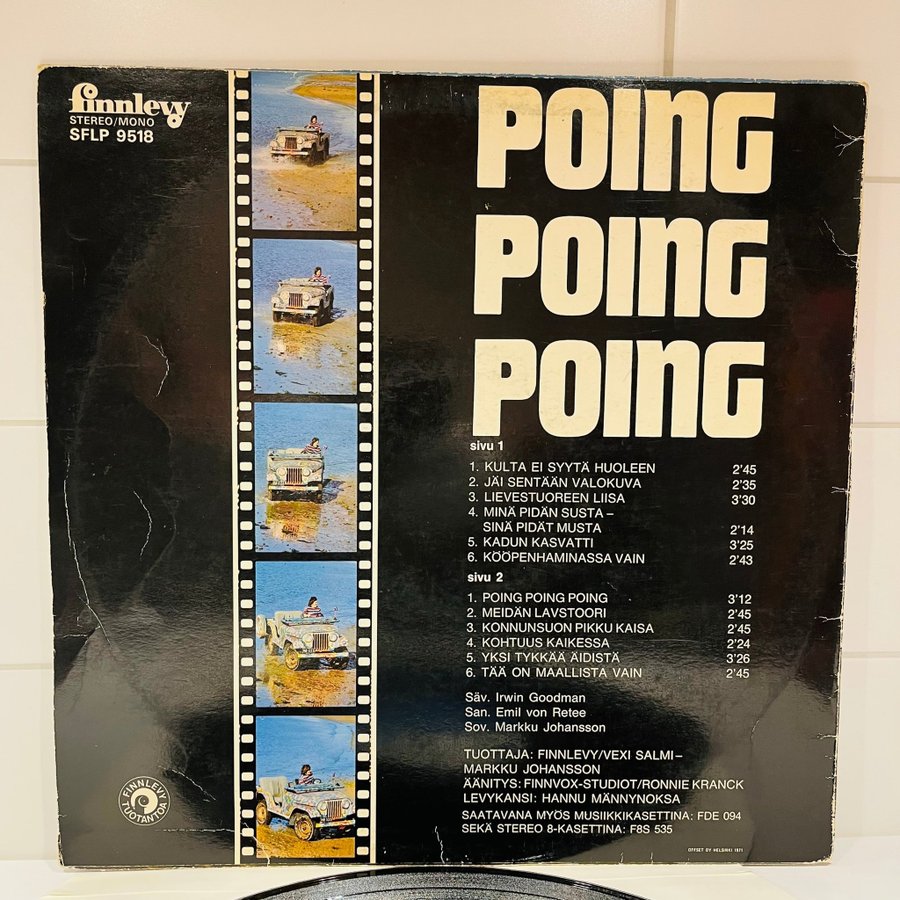 finnlevy
STEREO/MONO
SFLP 9518
POING
POING
POING
sivu 1
1. KULTA EI SYYTÄ HUOLEEN 2'45
2. JÄI SENTÄÄN VALOKUVA 2'35
3. LIEVESTUOREEN LIISA 3'30
4. MINÄ PIDÄN SUSTA –
SINÄ PIDÄT MUSTA 2'14
5. KADUN KASVATTI 3'25
6. KÖÖPENHAMINASSA VAIN 2'43
sivu 2
1. POING POING POING 3'12
2. MEIDÄN LAVSTOORI 2'45
3. KONNUNSUON PIKKU KAISA 2'45
4. KOHTUUS KAIKESSA 2'24
5. YKSI TYKKÄÄ ÄIDISTÄ 3'26
6. TÄÄ ON MAALLISTA VAIN 2'45
Säv. Irwin Goodman
San. Emil von Retee
Sov. Markku Johansson
TUOTTAJA: FINNLEVY/VEXI SALMI –
MARKKU JOHANSSON
ÄÄNITYS: FINNVOX-STUDIOT/RONNIE KRANCK
LEVYKANSI: HANNU MÄNNYNOKSA
SAATAVANA MYÖS MUSIIKKIKASETTINA: FDE 094
SEKÄ STEREO 8-KASETTINA: F8S 535
FINNLEVY
TUOTANTOA
OFFSET BY HELSINKI 1971